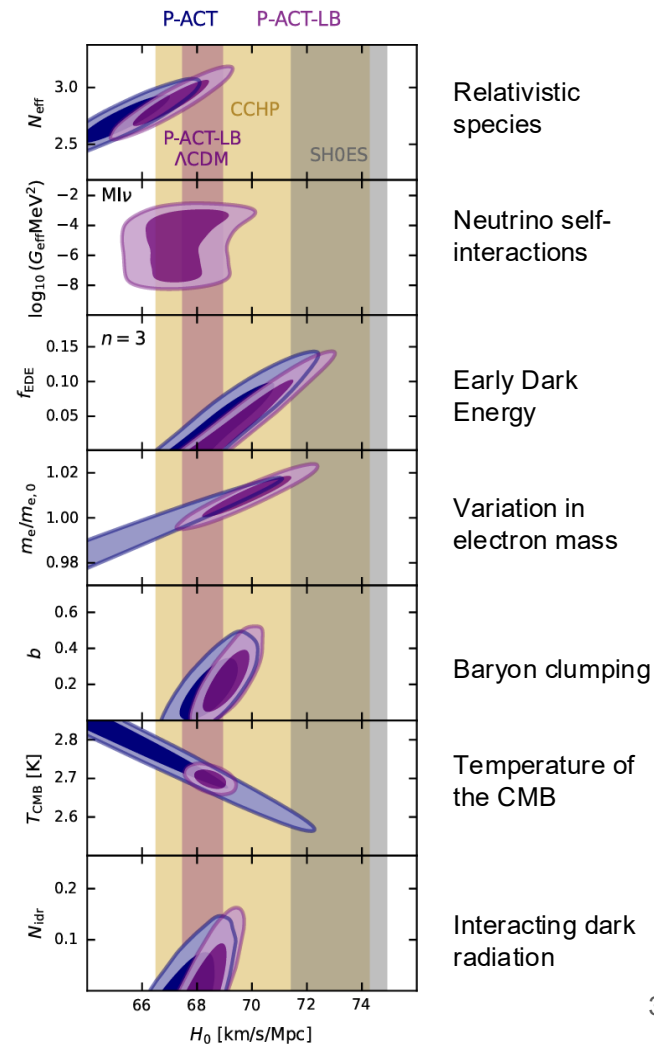 P-ACT P-ACT-LB
3.0
2.5
N_eff
CCHP
P-ACT-LB
ΛCDM
SH0ES
Relativistic
species
−2
−4
−6
−8
log₁₀(G_effMeV²)
MIν
Neutrino self-
interactions
0.15
0.10
0.05
f_EDE
n = 3
Early Dark
Energy
1.02
1.00
0.98
m_e/m_e,0
Variation in
electron mass
0.6
0.4
0.2
b
Baryon clumping
2.8
2.7
2.6
T_CMB [K]
Temperature of
the CMB
0.2
0.1
N_idr
Interacting dark
radiation
66 68 70 72 74
H₀ [km/s/Mpc]